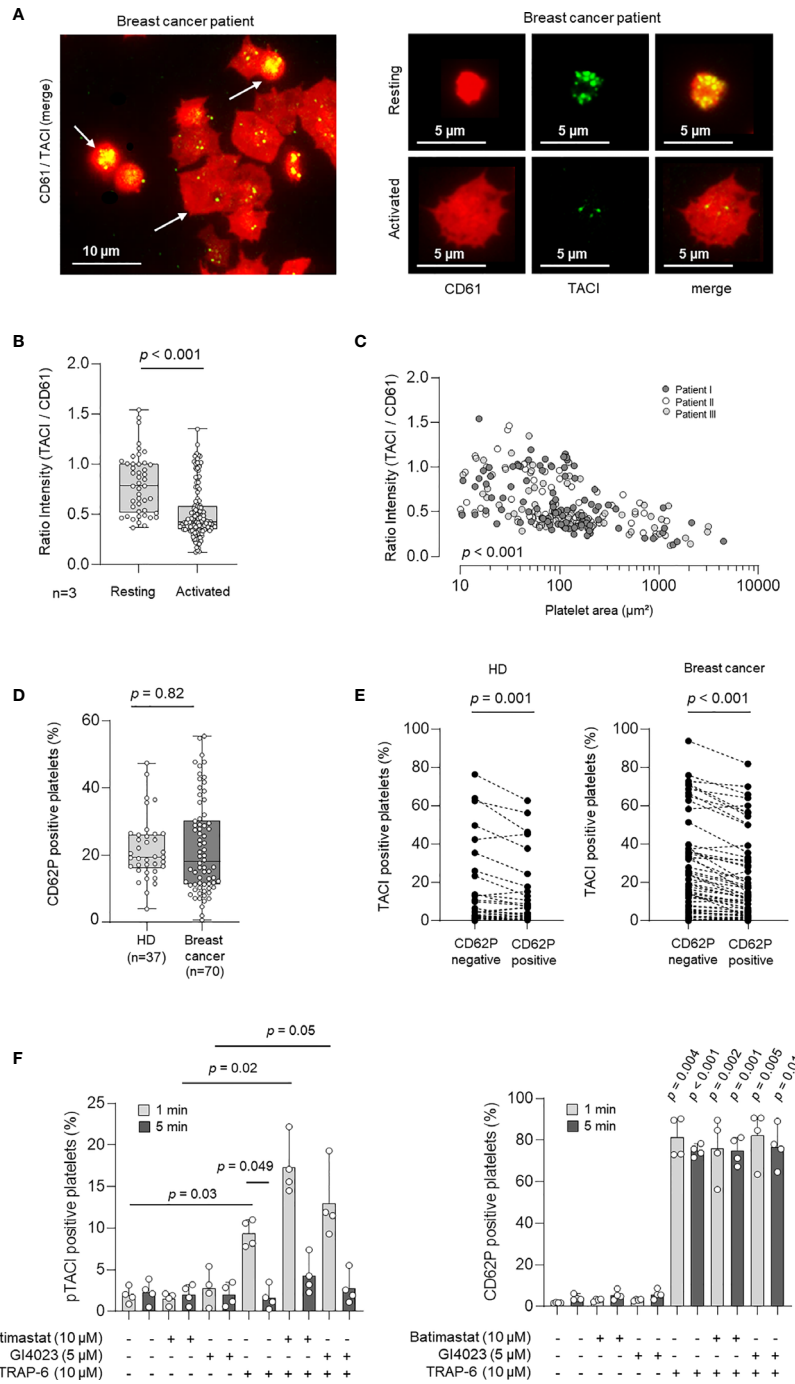 A
Breast cancer patient
CD61 / TACI (merge)
10 µm
Breast cancer patient
Resting
5 µm
5 µm
5 µm
Activated
5 µm
5 µm
5 µm
CD61
TACI
merge
B
p < 0.001
Ratio Intensity (TACI / CD61)
2.0
1.5
1.0
0.5
0.0
n=3
Resting
Activated
C
Ratio Intensity (TACI / CD61)
2.0
1.5
1.0
0.5
0.0
Patient I
Patient II
Patient III
p < 0.001
10
100
1000
10000
Platelet area (µm²)
D
p = 0.82
CD62P positive platelets (%)
60
40
20
0
HD
(n=37)
Breast
cancer
(n=70)
E
HD
p = 0.001
TACI positive platelets (%)
100
80
60
40
20
0
CD62P
negative
CD62P
positive
Breast cancer
p < 0.001
TACI positive platelets (%)
100
80
60
40
20
0
CD62P
negative
CD62P
positive
F
p = 0.05
p = 0.02
p = 0.049
p = 0.03
pTACI positive platelets (%)
25
20
15
10
5
0
1 min
5 min
timastat (10 µM) - - + + - - - - + + - -
GI4023 (5 µM) - - - - + + - - - - + +
TRAP-6 (10 µM) - - - - - - + + + + + +
p = 0.004
p < 0.001
p = 0.002
p = 0.001
p = 0.005
p = 0.01
CD62P positive platelets (%)
100
80
60
40
20
0
1 min
5 min
Batimastat (10 µM) - - + + - - - - + + - -
GI4023 (5 µM) - - - - + + - - - - + +
TRAP-6 (10 µM) - - - - - - + + + + + +